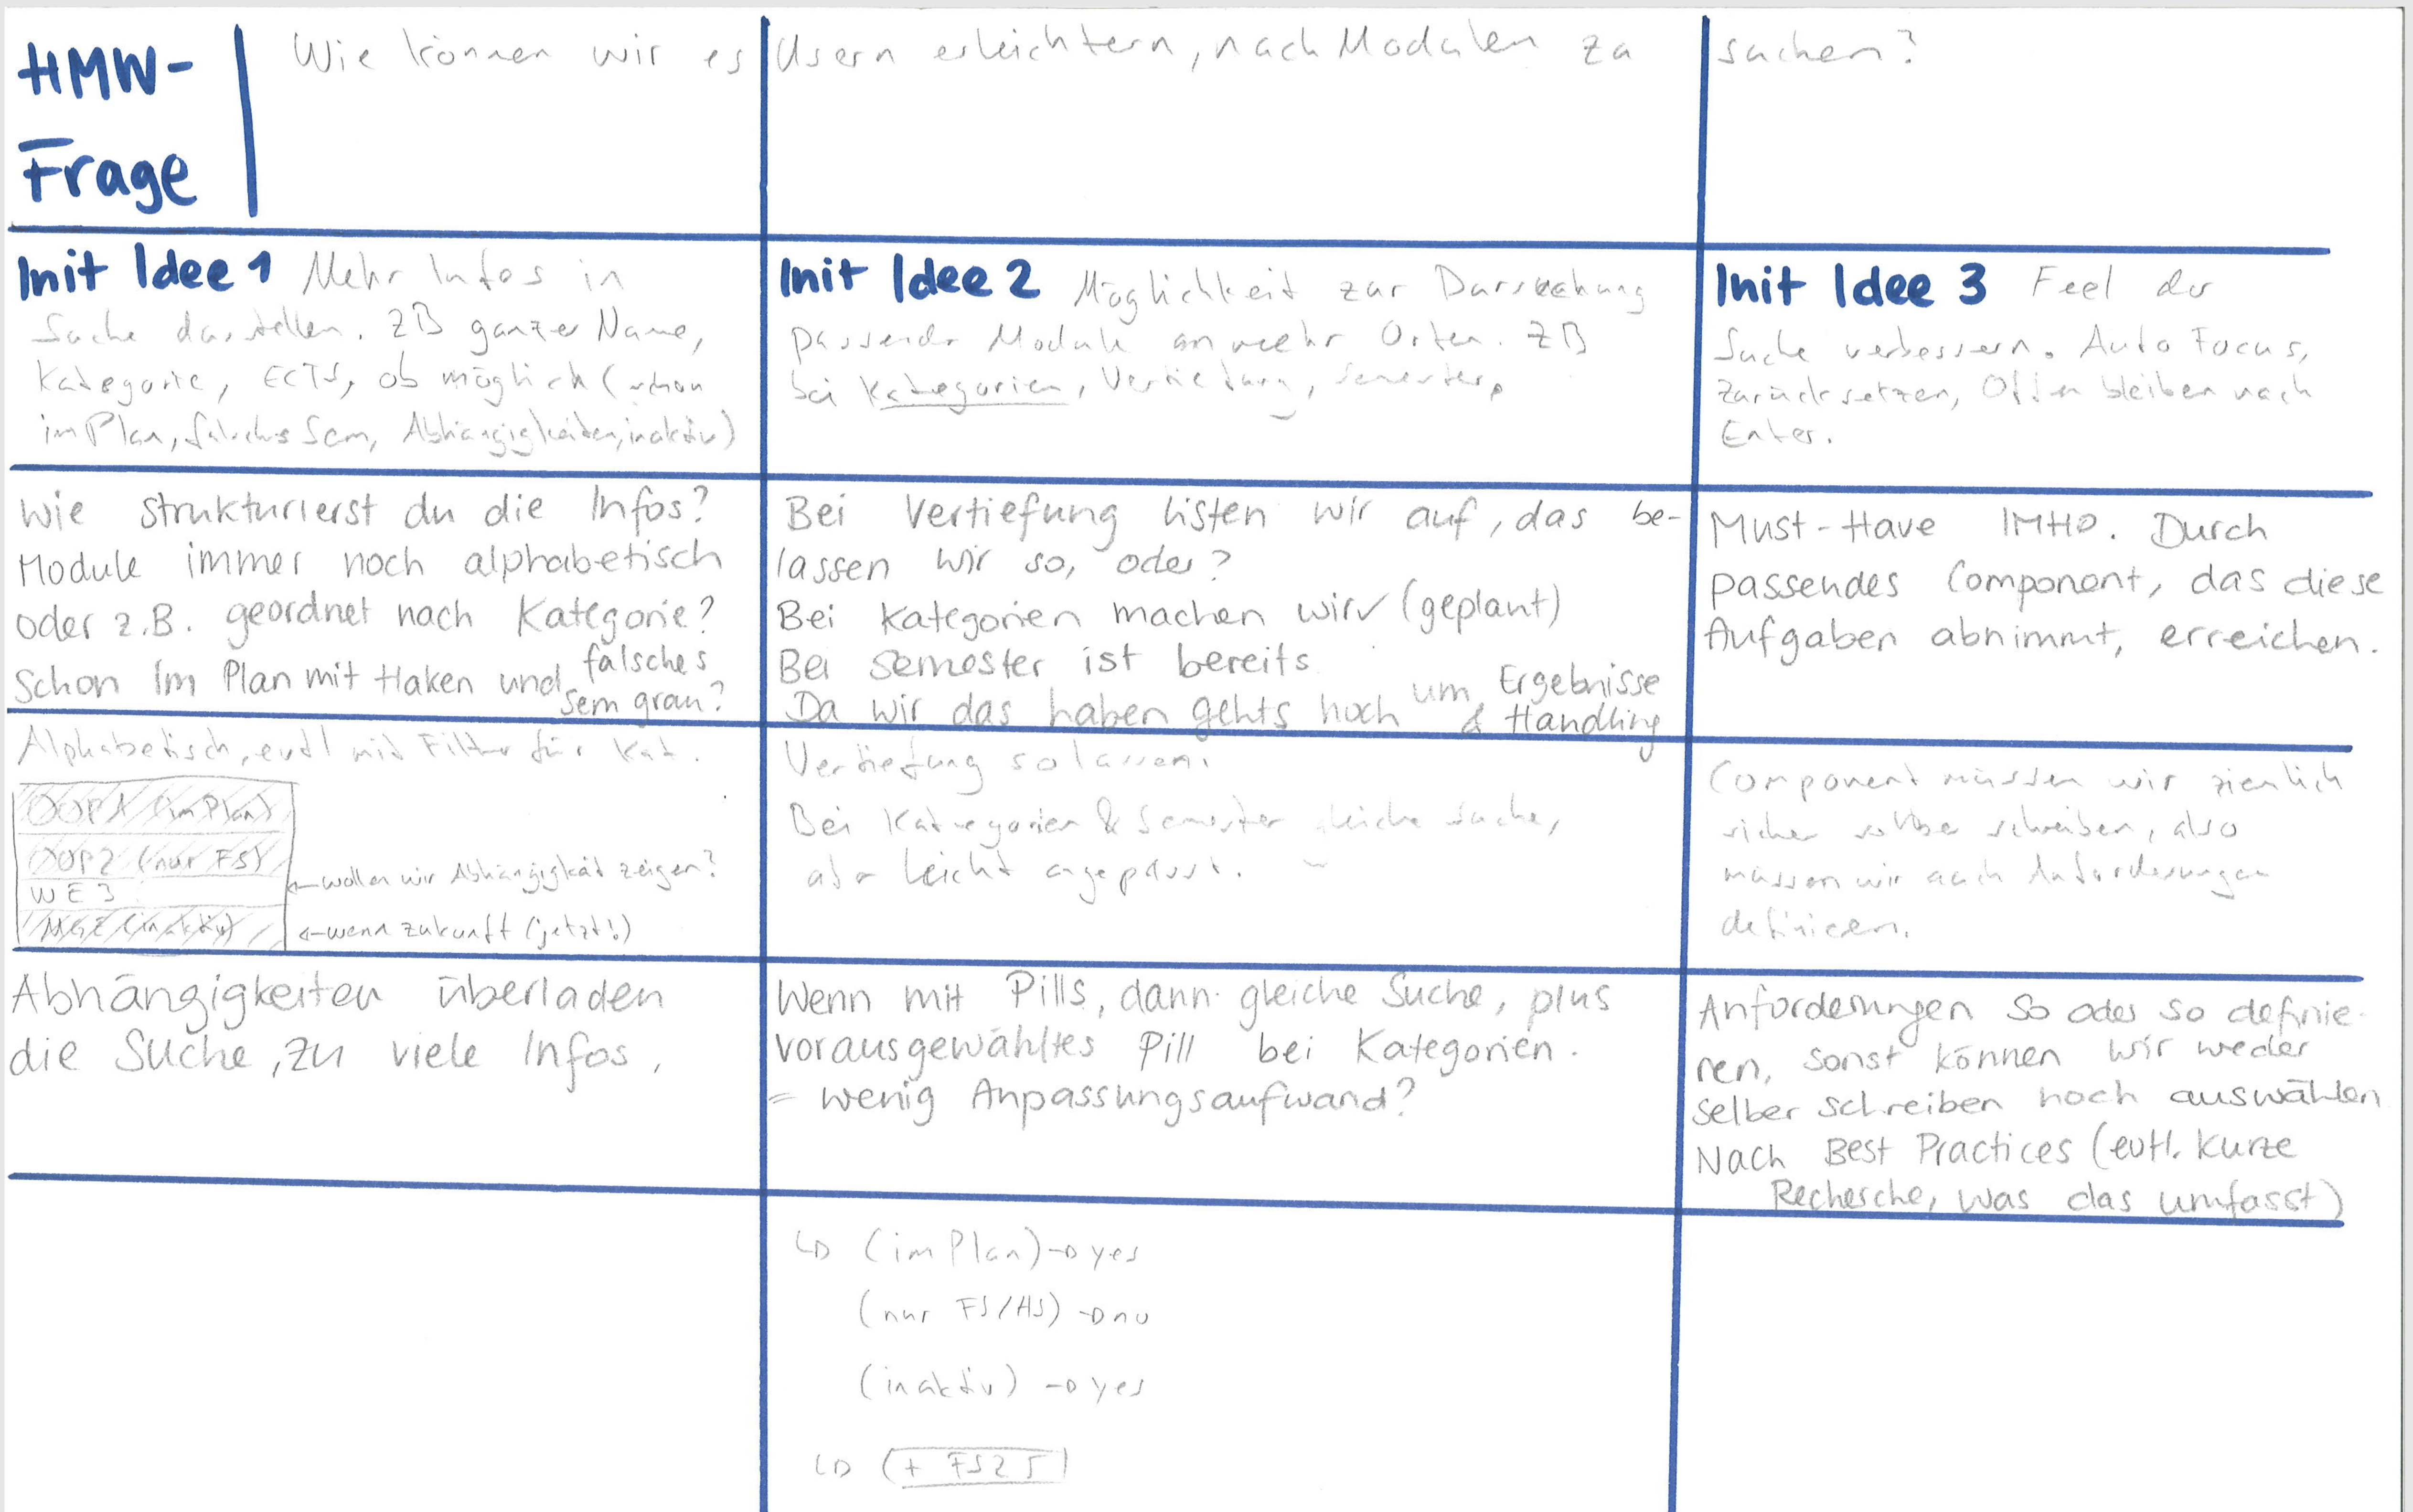 HMW-
Frage
Wie können wir es Usern erleichtern, nach Modulen zu suchen?
Init Idee 1 Mehr Infos in
Suche darstellen. ZB ganzer Name,
Kategorie, ECTS, ob möglich (schon
im Plan, falsches Sem, Abhängigkeiten, inaktiv)
Init Idee 2 Möglichkeit zur
passender Module an mehr Orten. ZB
bei Kategorien, Vertiefung, Semester,
Init Idee 3 Feel der
Suche verbessern. Auto Focus,
zurücksetzen, Offen bleiben nach
Enter.
Wie strukturierst du die Infos?
Module immer noch alphabetisch
oder z.B. geordnet nach Kategorie?
Schon im Plan mit Haken und falsches
Sem grau?
Bei Vertiefung listen wir auf, das be-
lassen wir so, oder?
Bei Kategorien machen wir ✓ (geplant)
Bei Semester ist bereits
Da wir das haben gehts noch um Ergebnisse
& Handling
Must-Have IMHO. Durch
passendes Component, das diese
Aufgaben abnimmt, erreichen.
Alphabetisch, evtl mit Filter für Kat.
OOP1 (im Plan)
OOP2 (nur FS)
WE3
MGE (inaktiv)
←wollen wir Abhängigkeit zeigen?
←wenn Zukunft (jetzt!)
Vertiefung so lassen.
Bei Kategorien & Semester gleiche Suche,
aber leicht angepasst.
Component müssen wir ziemlich
sicher selber schreiben, also
müssen wir auch Anforderungen
definieren.
Abhängigkeiten überladen
die Suche, zu viele Infos.
Wenn mit Pills, dann gleiche Suche, plus
vorausgewähltes Pill bei Kategorien.
= wenig Anpassungsaufwand?
Anforderungen so oder so definie-
ren, sonst können wir weder
selber schreiben noch auswählen
Nach Best Practices (evtl. kurze
Recherche, was das umfasst)
↳ (im Plan) → yes
(nur FS/HS) → no
(inaktiv) → yes
↳ (+ FS25)